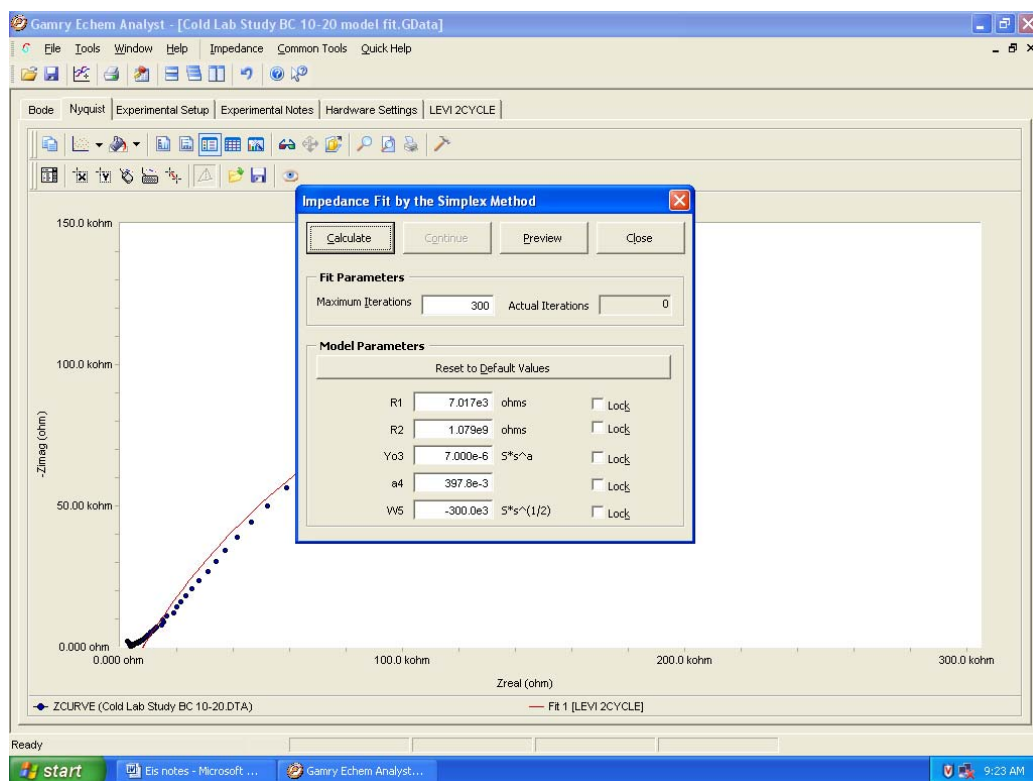 Gamry Echem Analyst - [Cold Lab Study BC 10-20 model fit.GData]
File Tools Window Help Impedance Common Tools Quick Help
Bode Nyquist Experimental Setup Experimental Notes Hardware Settings LEVI 2CYCLE
Impedance Fit by the Simplex Method
Calculate Continue Preview Close
Fit Parameters
Maximum Iterations 300 Actual Iterations 0
Model Parameters
Reset to Default Values
R1 7.017e3 ohms Lock
R2 1.079e9 ohms Lock
Yo3 7.000e-6 S*s^a Lock
a4 397.8e-3 Lock
W5 -300.0e3 S*s^(1/2) Lock
150.0 kohm
100.0 kohm
50.00 kohm
0.000 ohm
-Zimag (ohm)
0.000 ohm 100.0 kohm 200.0 kohm 300.0 kohm
Zreal (ohm)
ZCURVE (Cold Lab Study BC 10-20.DTA) Fit 1 [LEVI 2CYCLE]
Ready
start Eis notes - Microsoft ... Gamry Echem Analyst... 9:23 AM